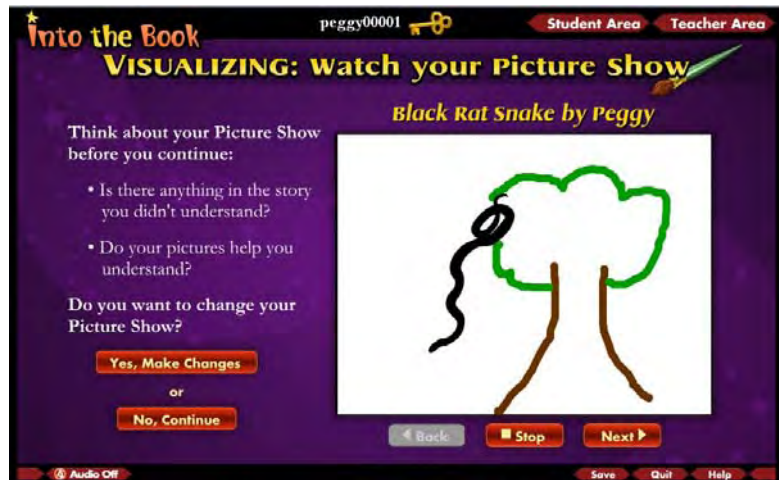 peggy00001
Student Area
Teacher Area
Into the Book
VISUALIZING: Watch your Picture Show
Black Rat Snake by Peggy
Think about your Picture Show
before you continue:
• Is there anything in the story
you didn't understand?
• Do your pictures help you
understand?
Do you want to change your
Picture Show?
Yes, Make Changes
or
No, Continue
Back
Stop
Next
Audio Off
Save
Quit
Help